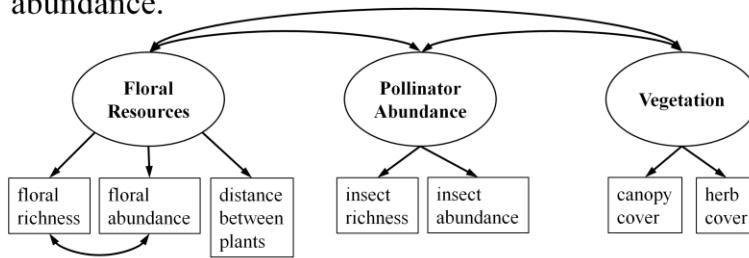 abundance.
Floral
Resources
Pollinator
Abundance
Vegetation
floral
richness
floral
abundance
distance
between
plants
insect
richness
insect
abundance
canopy
cover
herb
cover